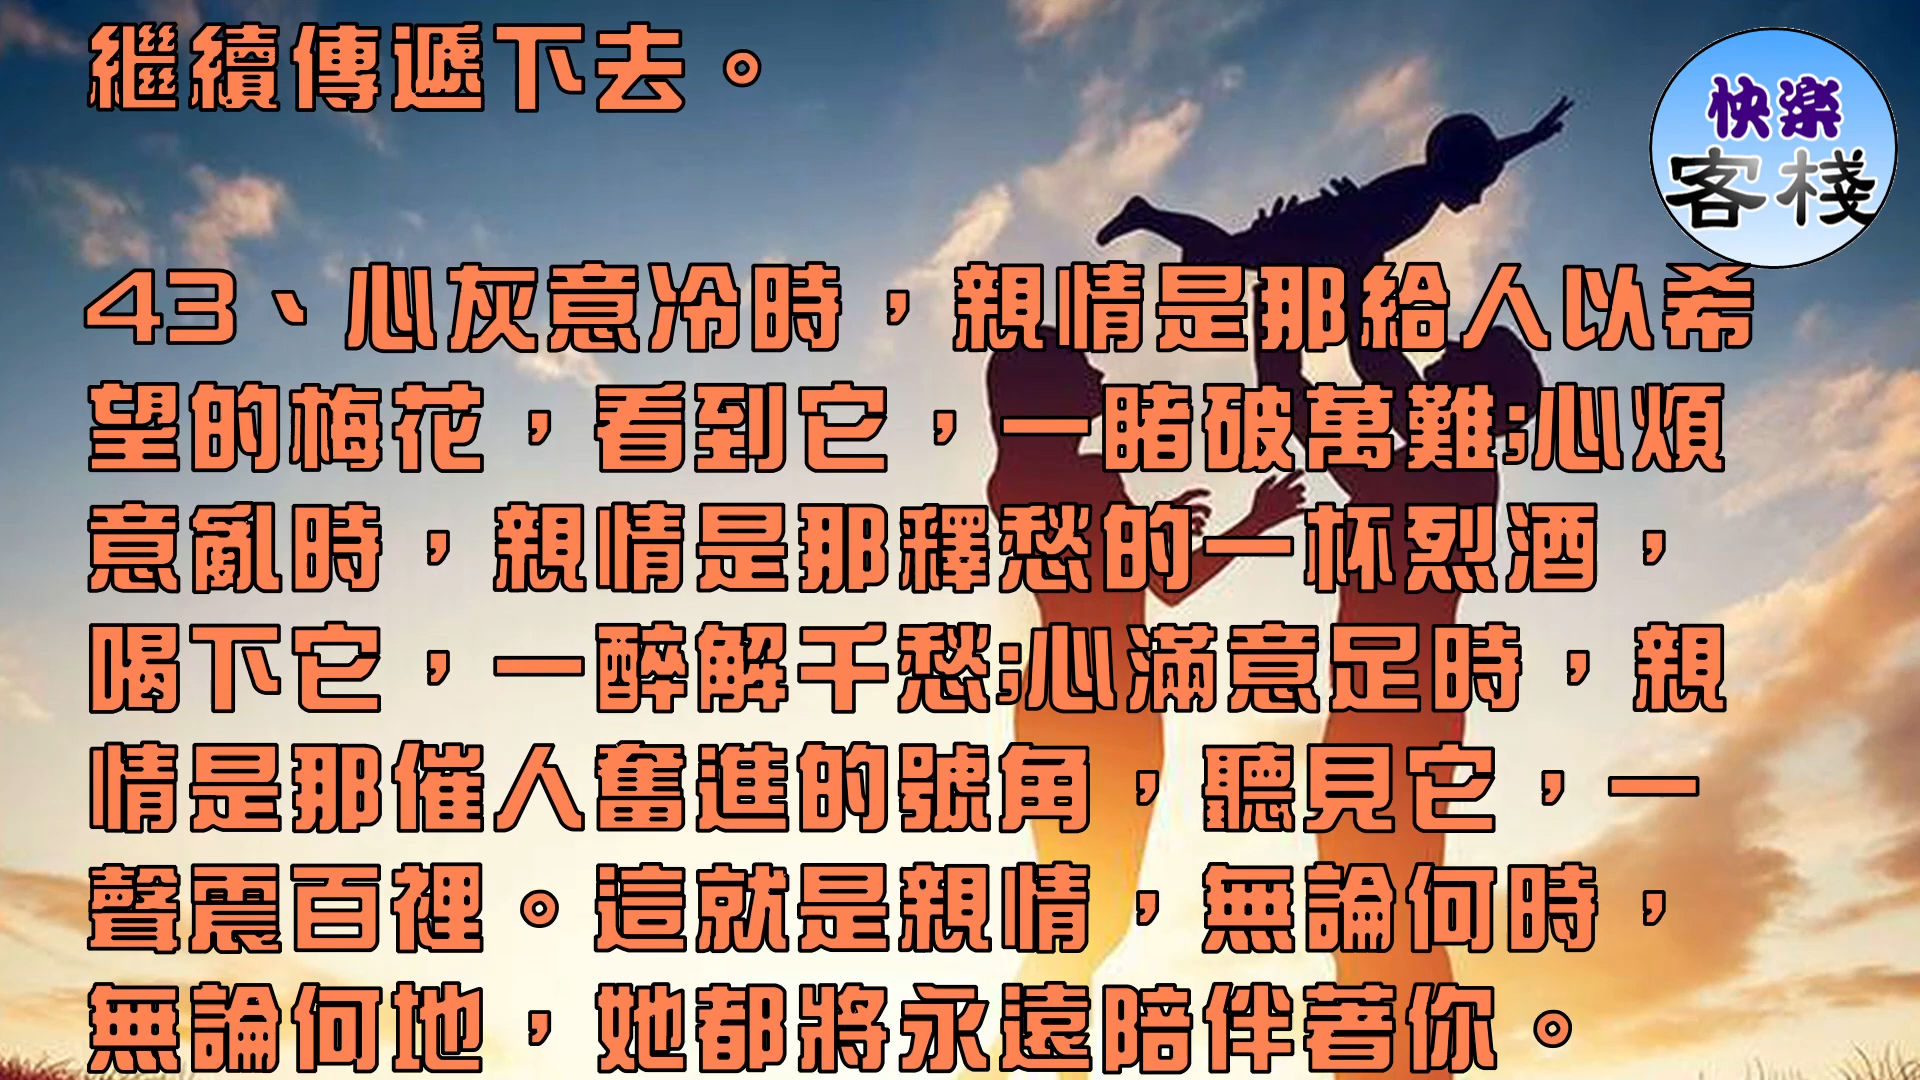 繼續傳遞下去。
快樂
客棧
43、心灰意冷時，親情是那給人以希
望的梅花，看到它，一睹破萬難;心煩
意亂時，親情是那釋愁的一杯烈酒，
喝下它，一醉解千愁;心滿意足時，親
情是那催人奮進的號角，聽見它，一
聲震百裡。這就是親情，無論何時，
無論何地，她都將永遠陪伴著你。